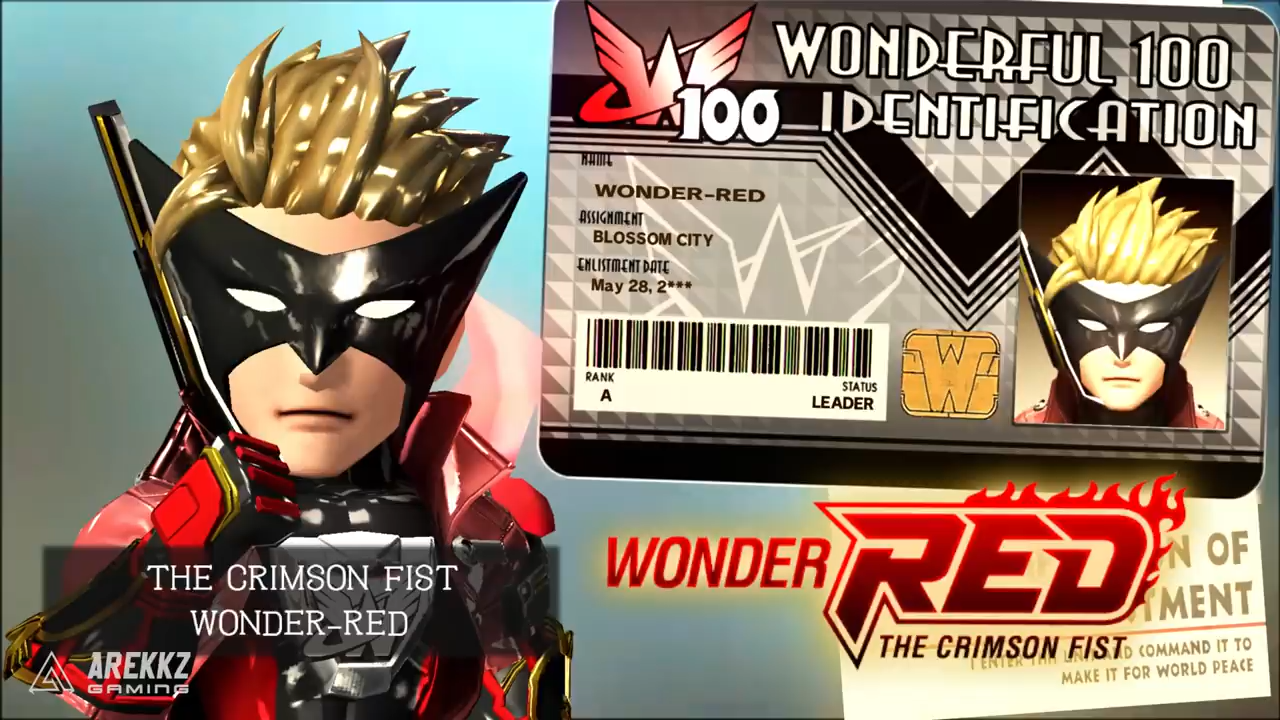 WONDERFUL 100
IDENTIFICATION
100
NAME
WONDER-RED
ASSIGNMENT
BLOSSOM CITY
ENLISTMENT DATE
May 28, 2***
RANK
A
STATUS
LEADER
WONDER RED
THE CRIMSON FIST
N OF
TMENT
I ENTER AND COMMAND IT TO
MAKE IT FOR WORLD PEACE
THE CRIMSON FIST
WONDER-RED
AREKKZ
GAMING